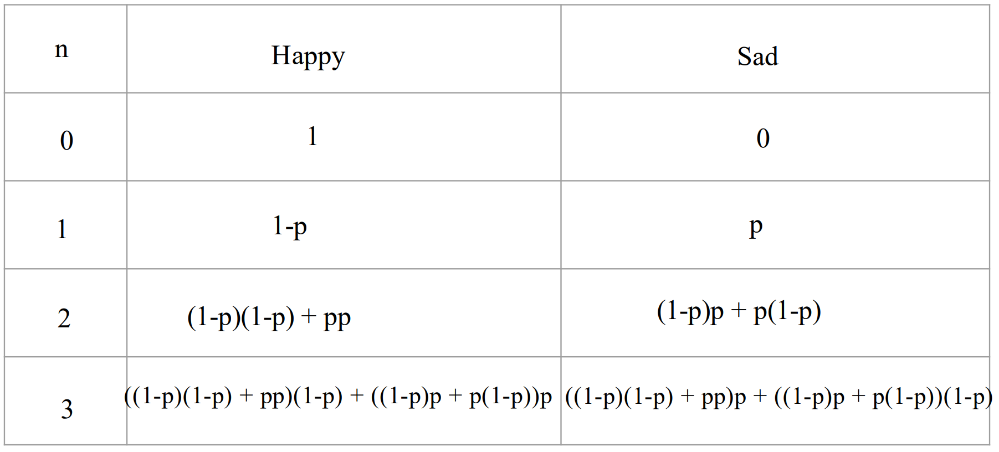 n Happy Sad
0 1 0
1 1-p p
2 (1-p)(1-p) + pp (1-p)p + p(1-p)
3 ((1-p)(1-p) + pp)(1-p) + ((1-p)p + p(1-p))p ((1-p)(1-p) + pp)p + ((1-p)p + p(1-p))(1-p)